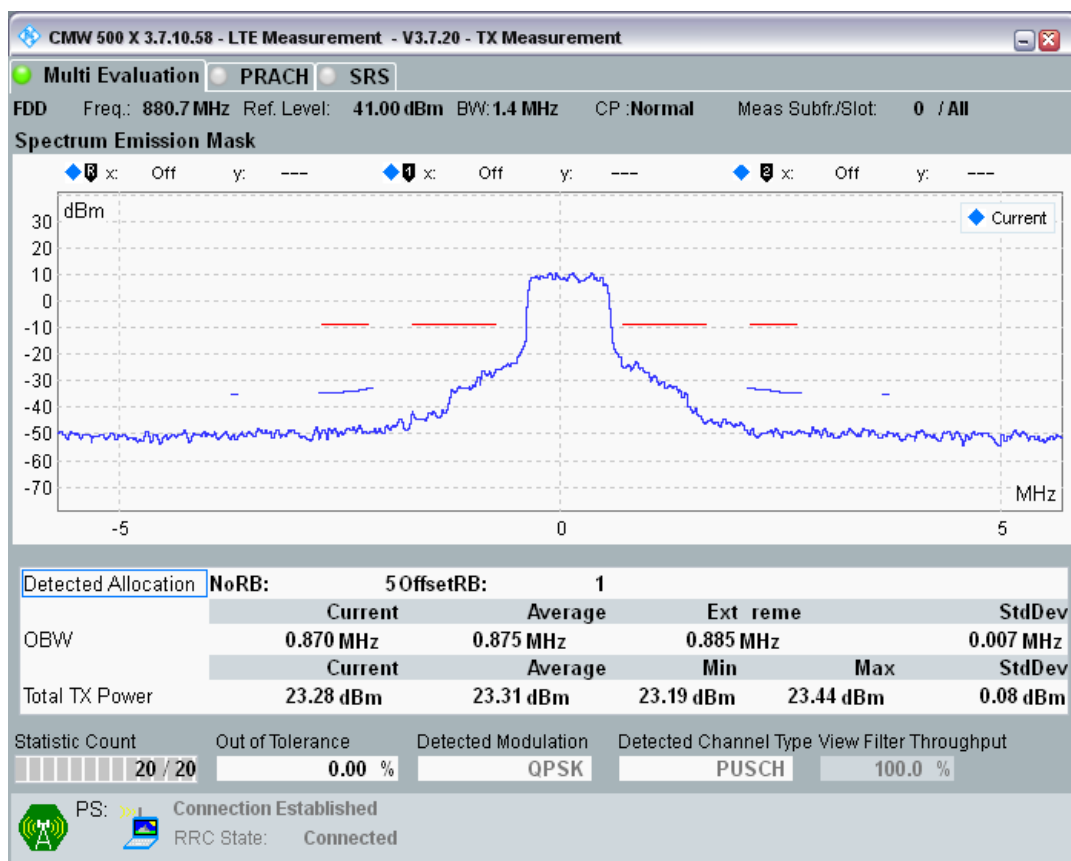 CMW 500 X 3.7.10.58 - LTE Measurement - V3.7.20 - TX Measurement
Multi Evaluation PRACH SRS
FDD Freq.: 880.7 MHz Ref. Level: 41.00 dBm BW: 1.4 MHz CP :Normal Meas Subfr./Slot: 0 / All
Spectrum Emission Mask
R x: Off y: --- 1 x: Off y: --- 2 x: Off y: ---
dBm
Current
30
20
10
0
-10
-20
-30
-40
-50
-60
-70
MHz
-5 0 5
Detected Allocation NoRB: 5 OffsetRB: 1
Current Average Ext reme StdDev
OBW 0.870 MHz 0.875 MHz 0.885 MHz 0.007 MHz
Current Average Min Max StdDev
Total TX Power 23.28 dBm 23.31 dBm 23.19 dBm 23.44 dBm 0.08 dBm
Statistic Count Out of Tolerance Detected Modulation Detected Channel Type View Filter Throughput
20 / 20 0.00 % QPSK PUSCH 100.0 %
PS: Connection Established
RRC State: Connected